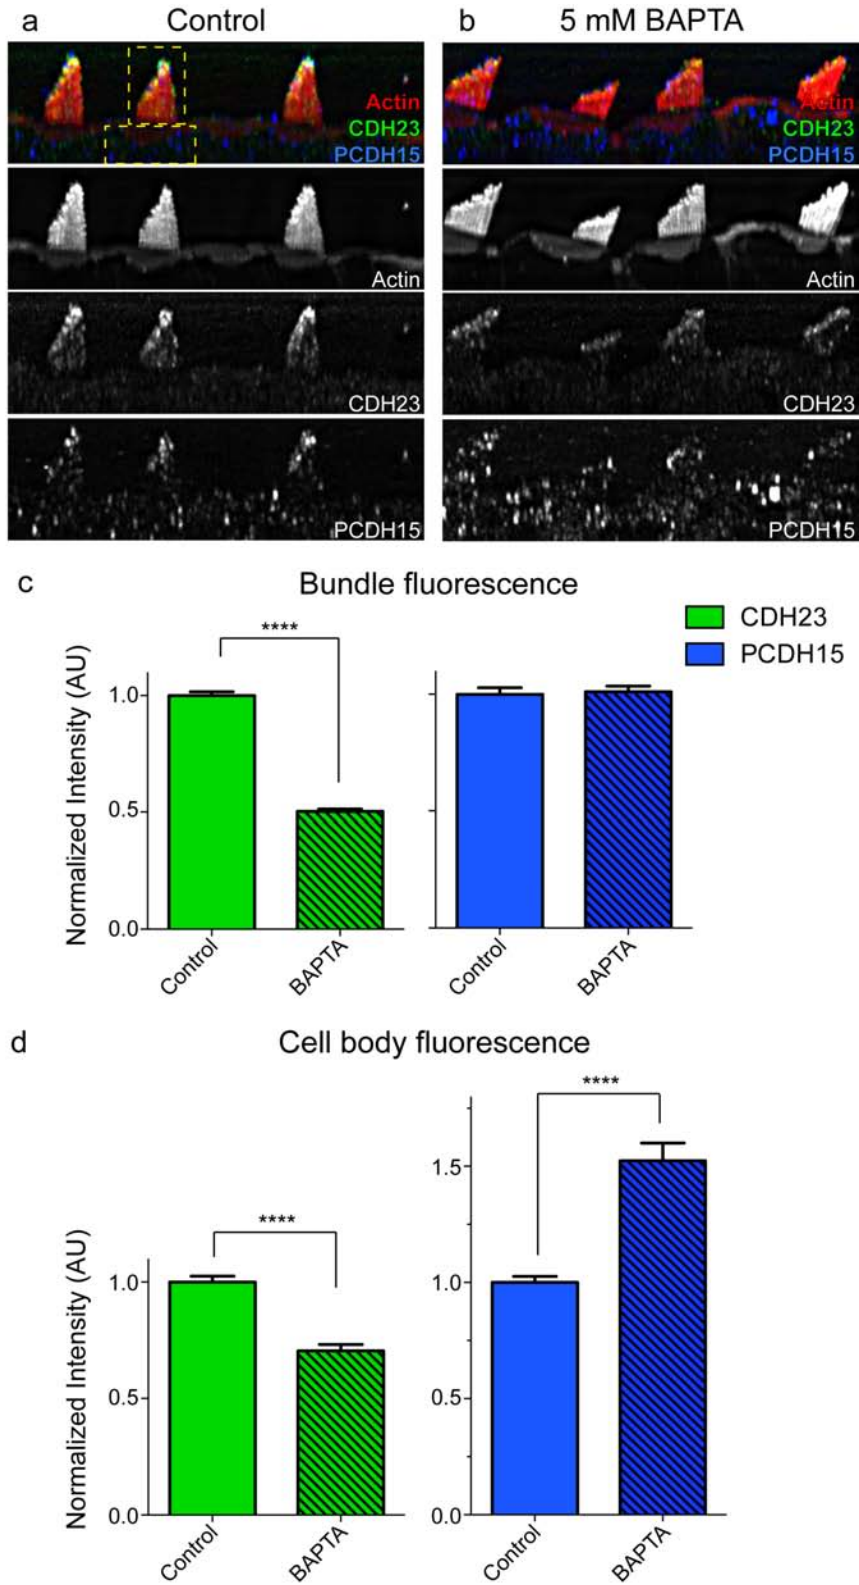 a Control
b 5 mM BAPTA
Actin
CDH23
PCDH15
Actin
CDH23
PCDH15
Actin
Actin
CDH23
CDH23
PCDH15
PCDH15
c Bundle fluorescence
CDH23
PCDH15
****
Normalized Intensity (AU)
1.0
0.5
0.0
Control
BAPTA
Control
BAPTA
d Cell body fluorescence
****
****
Normalized Intensity (AU)
1.0
0.5
0.0
1.5
1.0
0.5
0.0
Control
BAPTA
Control
BAPTA